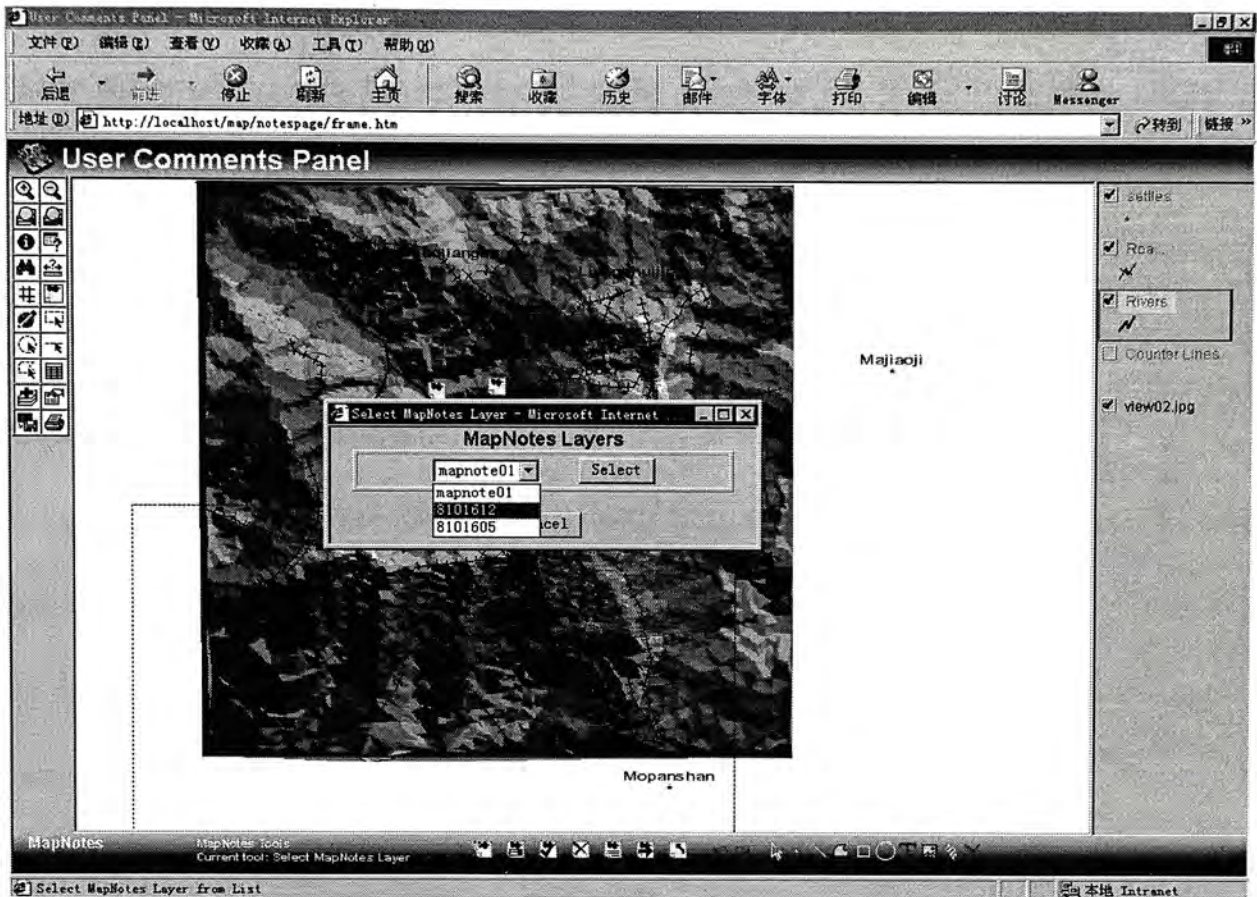 User Comments Panel - Microsoft Internet Explorer
文件(F) 编辑(E) 查看(V) 收藏(A) 工具(T) 帮助(H)
后退 前进 停止 刷新 主页 搜索 收藏 历史 邮件 字体 打印 编辑 讨论 Messenger
地址(D) http://localhost/map/notespage/frame.htm 转到 链接 »
User Comments Panel
settles
Roa...
Rivers
Counter Lines
view02.jpg
Majiaoji
Select MapNotes Layer - Microsoft Internet ...
MapNotes Layers
mapnote01 Select
mapnote01
8101612
8101605 ncel
Mopanshan
MapNotes
MapNotes Tools
Current tool: Select MapNotes Layer
Select MapNotes Layer from List
本地 Intranet